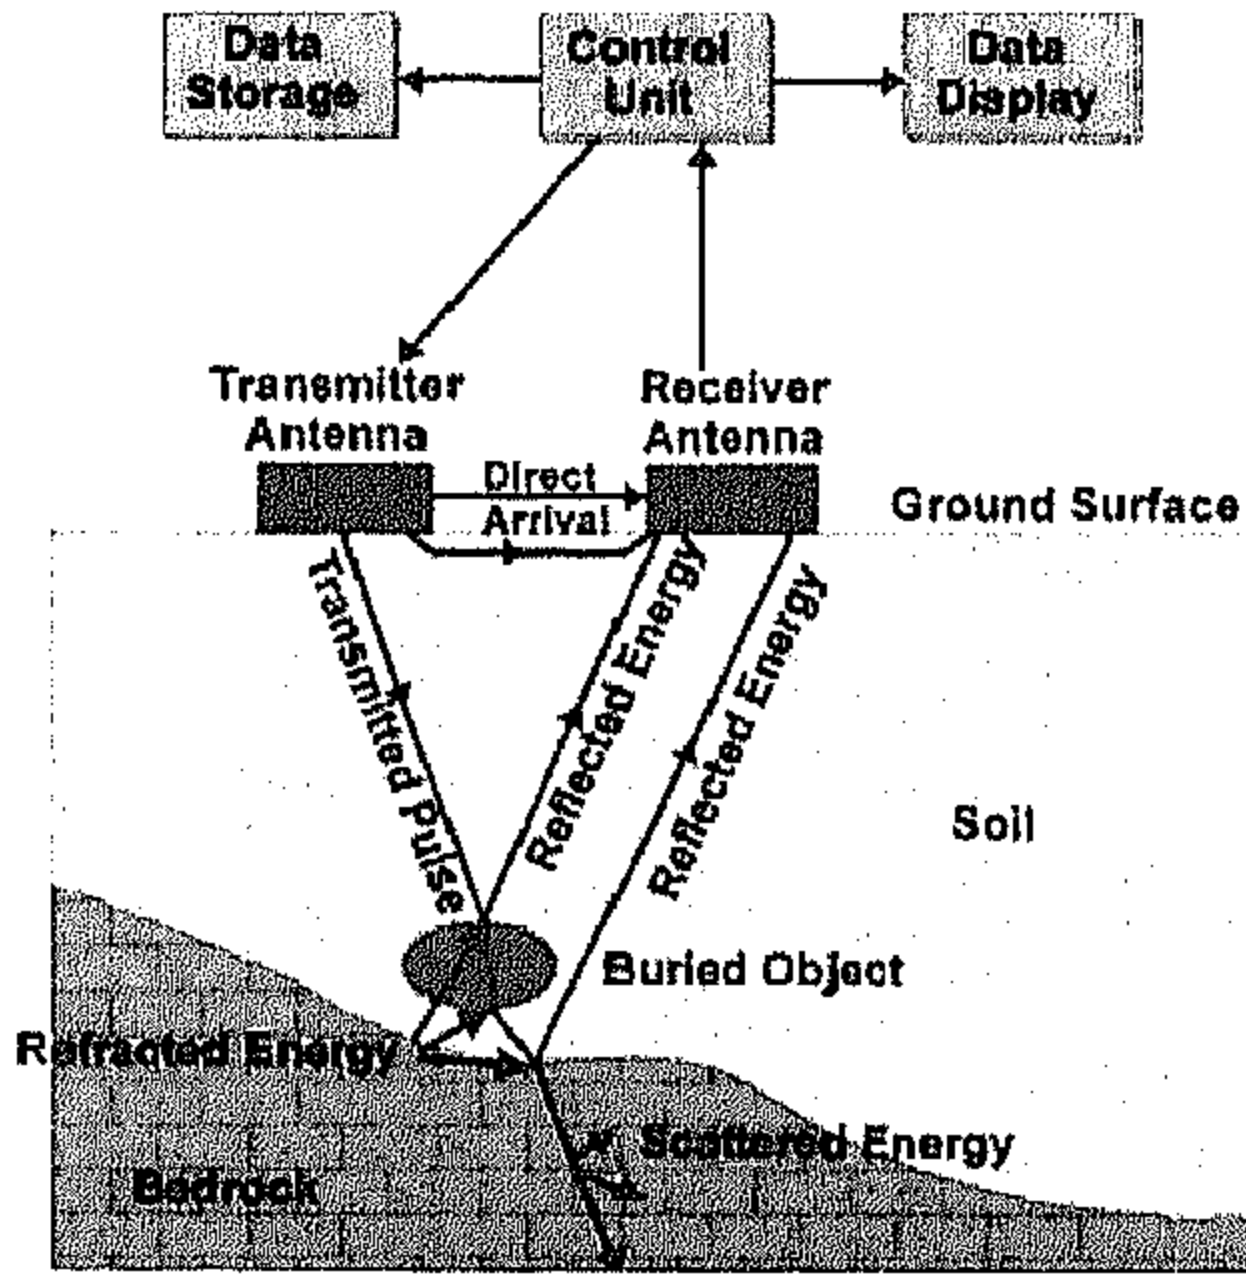 Data
Storage
Control
Unit
Data
Display
Transmitter
Antenna
Receiver
Antenna
Direct
Arrival
Ground Surface
Transmitted Pulse
Reflected Energy
Reflected Energy
Soil
Buried Object
Refracted Energy
Scattered Energy
Bedrock